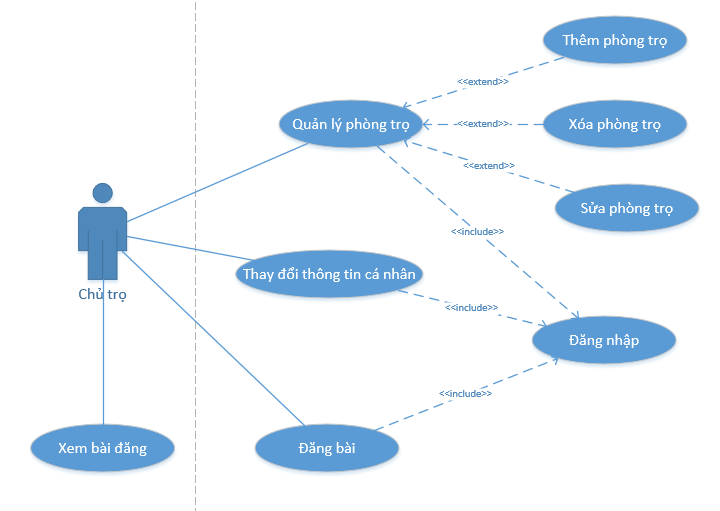 Thêm phòng trọ
<<extend>>
Quản lý phòng trọ
<<extend>>
Xóa phòng trọ
<<extend>>
Sửa phòng trọ
<<include>>
Thay đổi thông tin cá nhân
Chủ trọ
<<include>>
Đăng nhập
<<include>>
Xem bài đăng
Đăng bài